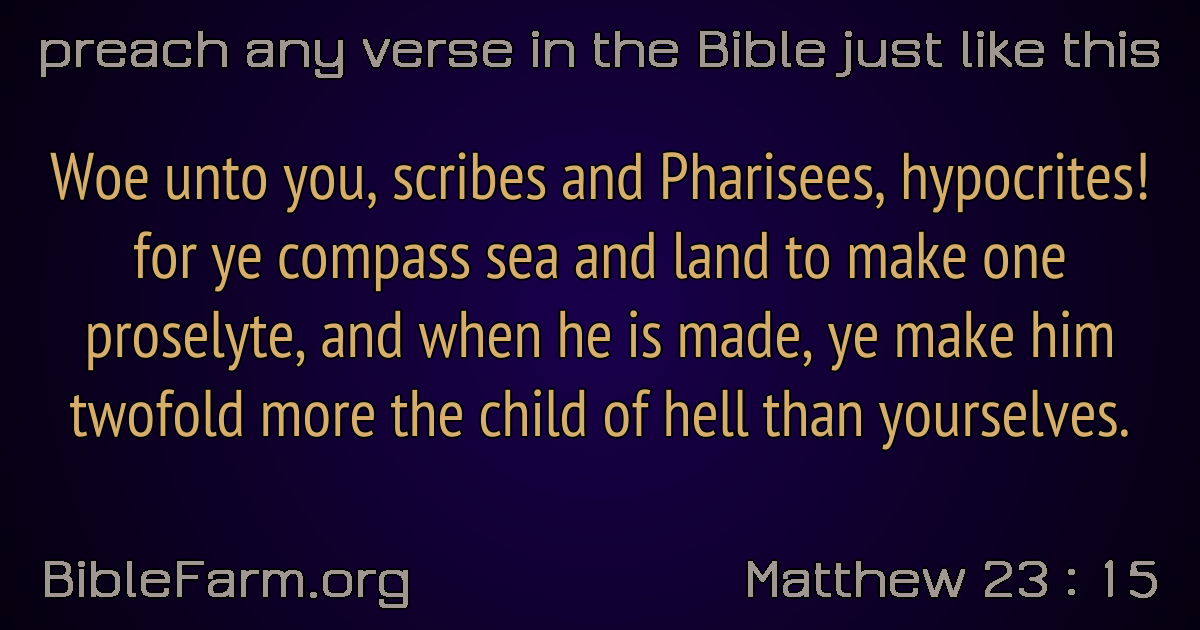 preach any verse in the Bible just like this
Woe unto you, scribes and Pharisees, hypocrites!
for ye compass sea and land to make one
proselyte, and when he is made, ye make him
twofold more the child of hell than yourselves.
BibleFarm.org
Matthew 23 : 15